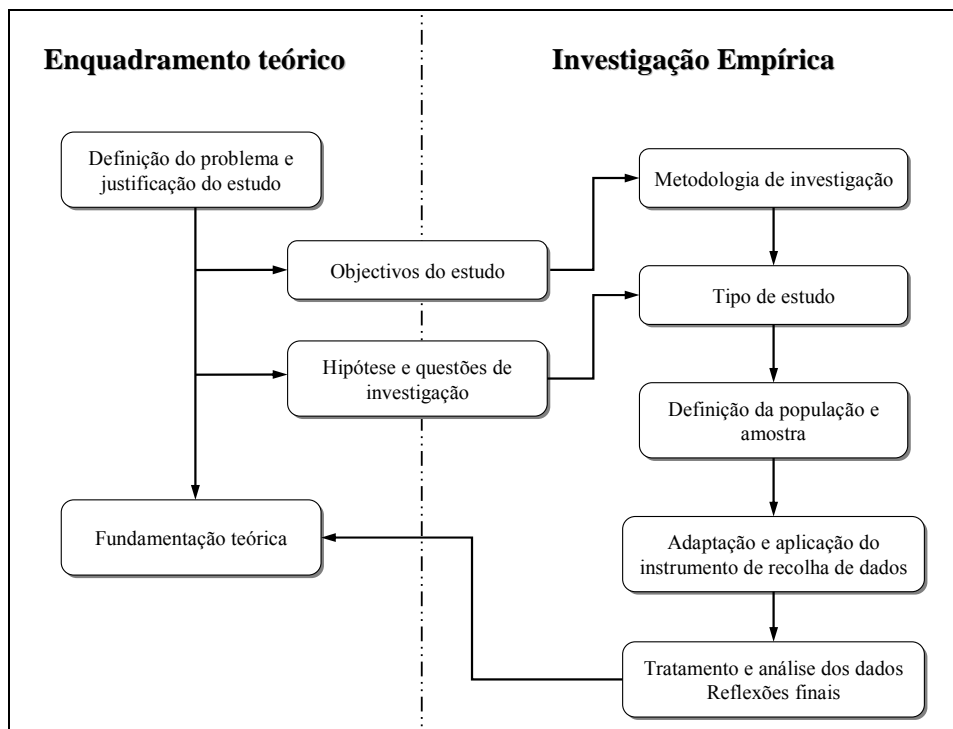 Enquadramento teórico
Investigação Empírica
Definição do problema e
justificação do estudo
Metodologia de investigação
Objectivos do estudo
Tipo de estudo
Hipótese e questões de
investigação
Definição da população e
amostra
Fundamentação teórica
Adaptação e aplicação do
instrumento de recolha de dados
Tratamento e análise dos dados
Reflexões finais